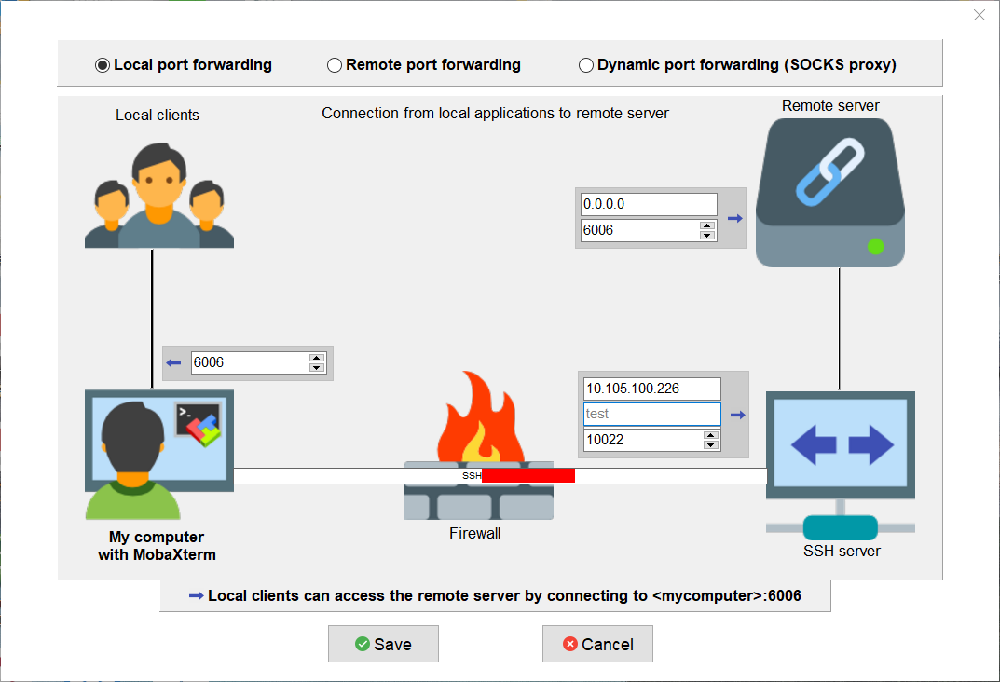 Local port forwarding
Remote port forwarding
Dynamic port forwarding (SOCKS proxy)
Local clients
Connection from local applications to remote server
Remote server
0.0.0.0
6006
6006
10.105.100.226
test
10022
>_
SSH
Firewall
My computer
with MobaXterm
SSH server
Local clients can access the remote server by connecting to <mycomputer>:6006
Save
Cancel